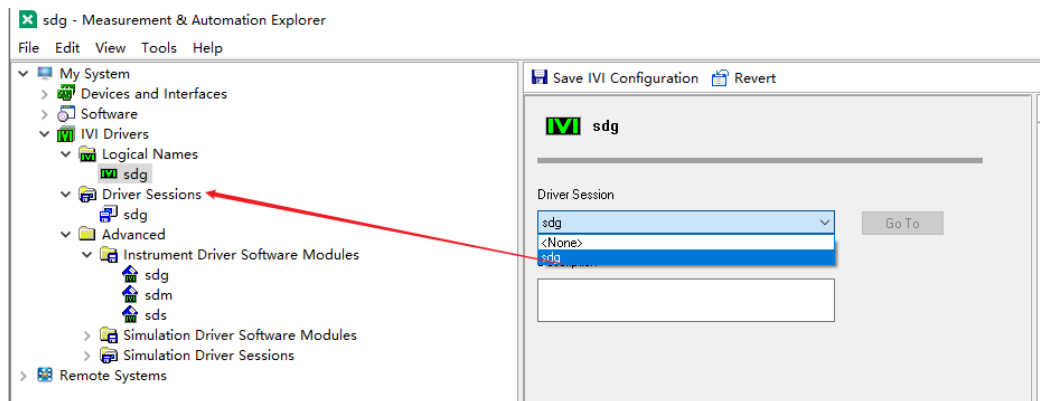 sdg - Measurement & Automation Explorer
File Edit View Tools Help
My System
Devices and Interfaces
Software
IVI Drivers
Logical Names
IVI sdg
Driver Sessions
sdg
Advanced
Instrument Driver Software Modules
sdg
sdm
sds
Simulation Driver Software Modules
Simulation Driver Sessions
Remote Systems
Save IVI Configuration Revert
IVI sdg
Driver Session
sdg Go To
<None>
sdg